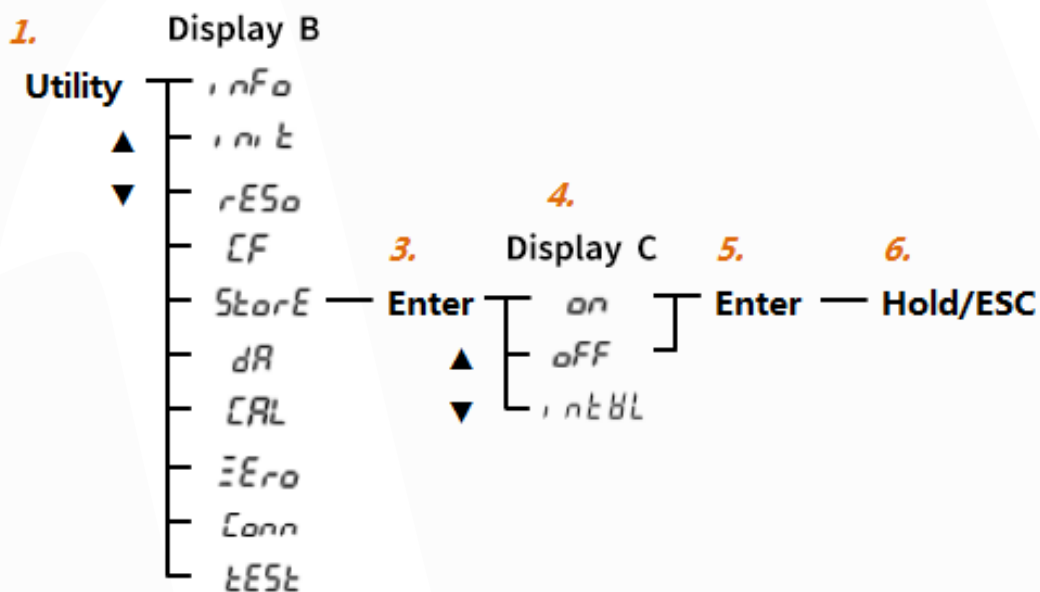 1.
Display B
Utility
inFo
init
rESo
CF
4.
3.
Display C
5.
6.
StorE
Enter
on
Enter
Hold/ESC
dA
oFF
CAL
intVL
ZEro
Conn
tESt